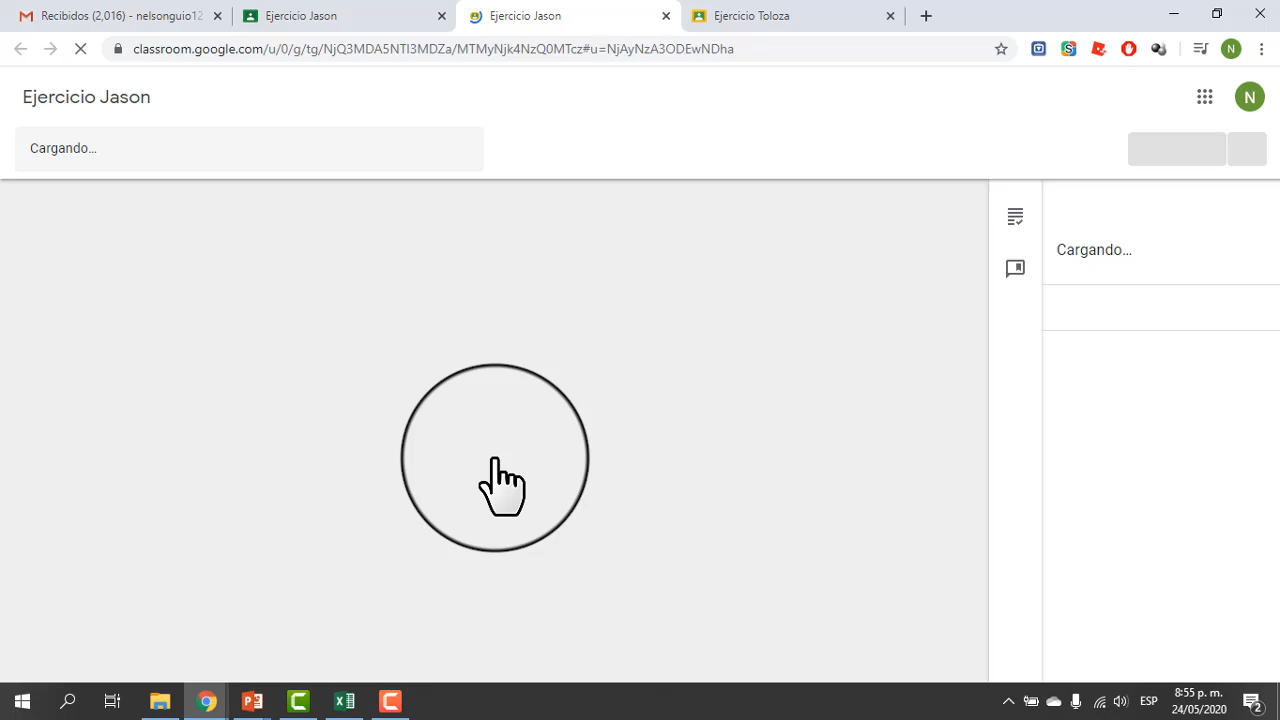 Recibidos (2,016) - nelsonguio12
Ejercicio Jason
Ejercicio Jason
Ejercicio Toloza
classroom.google.com/u/0/g/tg/NjQ3MDA5NTI3MDZa/MTMyNjk4NzQ0MTcz#u=NjAyNzA3ODEwNDha
N
Ejercicio Jason
N
Cargando...
Cargando...
ESP
8:55 p. m.
24/05/2020
2